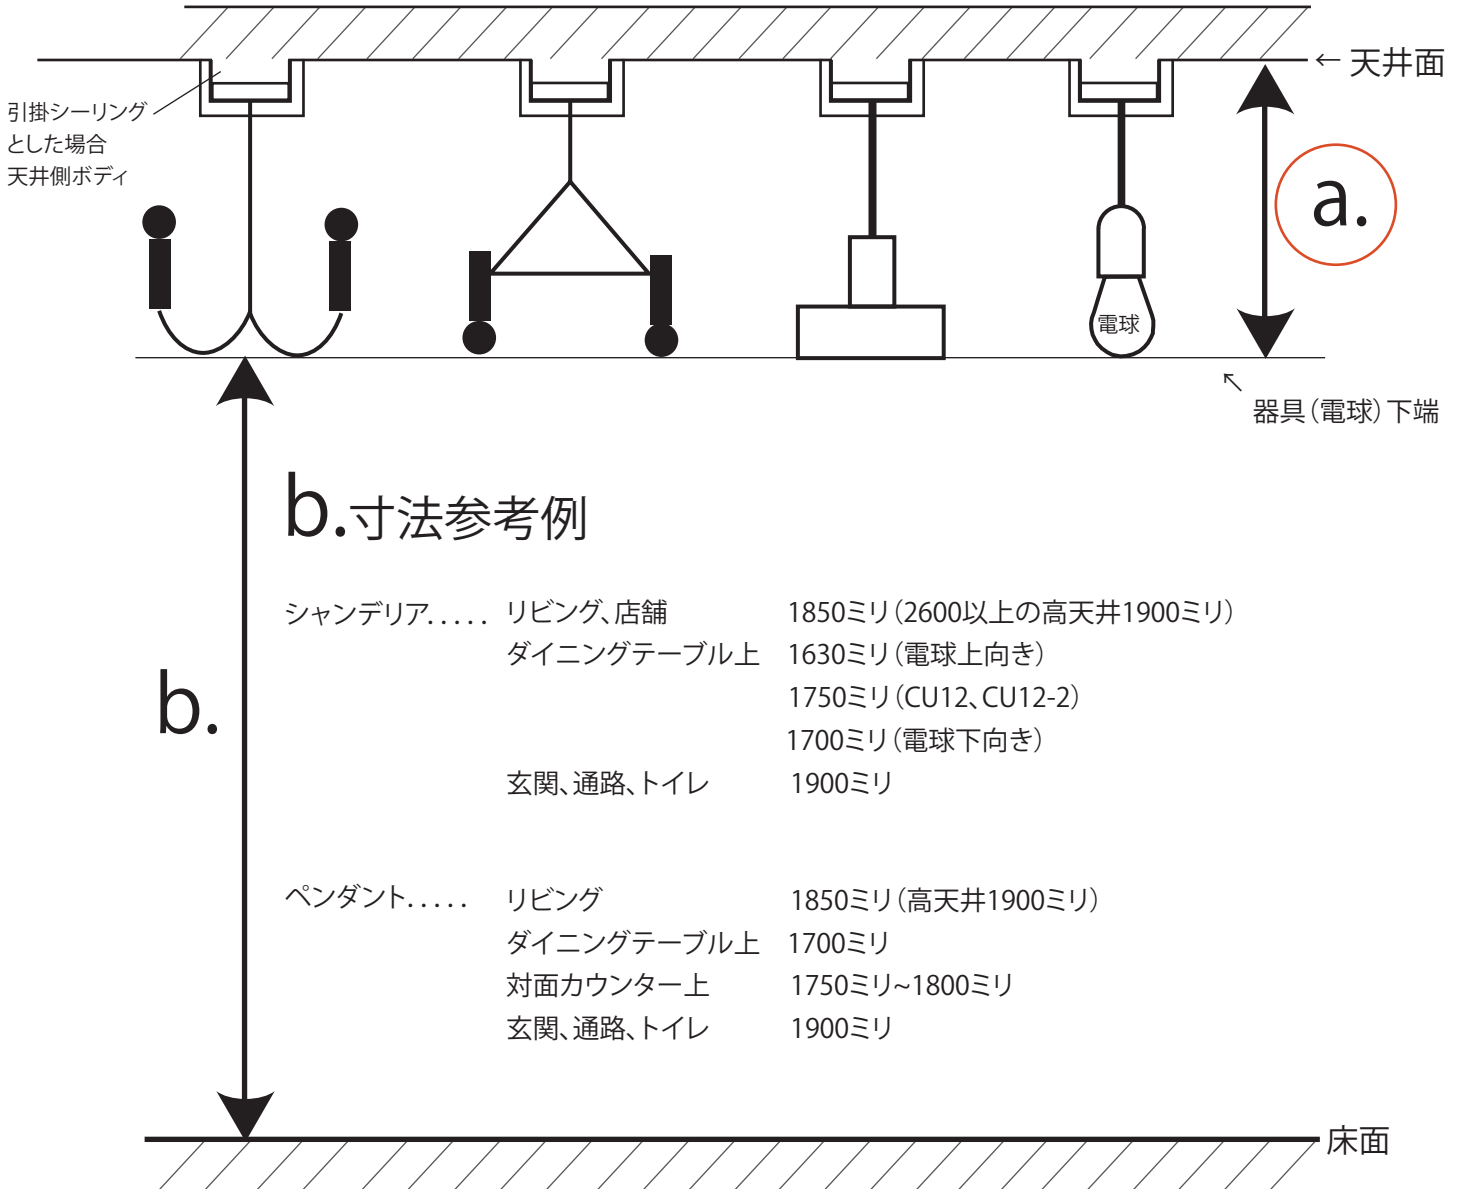 ← 天井面
引掛シーリング
とした場合
天井側ボディ
a.
電球
↖
器具(電球)下端
b.寸法参考例
シャンデリア..... リビング、店舗 1850ミリ(2600以上の高天井1900ミリ)
ダイニングテーブル上 1630ミリ(電球上向き)
1750ミリ(CU12、CU12-2)
b.
1700ミリ(電球下向き)
玄関、通路、トイレ 1900ミリ
ペンダント..... リビング 1850ミリ(高天井1900ミリ)
ダイニングテーブル上 1700ミリ
対面カウンター上 1750ミリ~1800ミリ
玄関、通路、トイレ 1900ミリ
床面